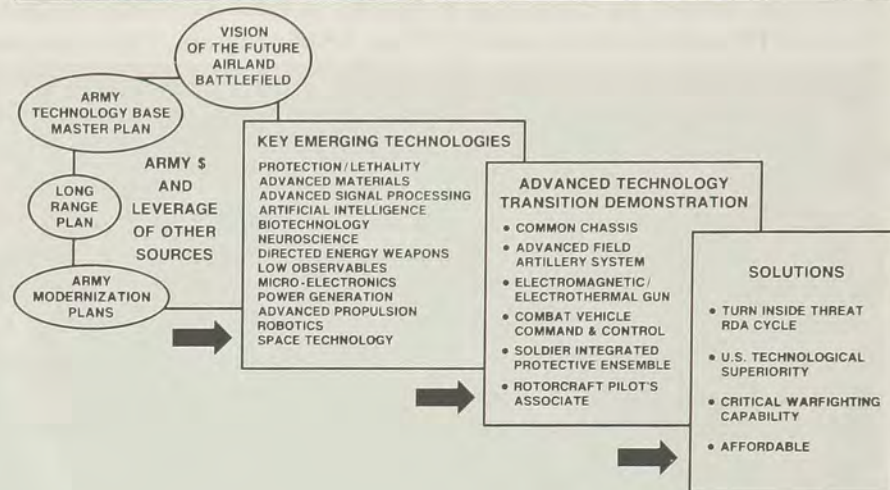 VISION
OF THE FUTURE
AIRLAND
BATTLEFIELD
ARMY
TECHNOLOGY BASE
MASTER PLAN
LONG
RANGE
PLAN
ARMY
MODERNIZATION
PLANS
ARMY $
AND
LEVERAGE
OF OTHER
SOURCES
KEY EMERGING TECHNOLOGIES
PROTECTION/LETHALITY
ADVANCED MATERIALS
ADVANCED SIGNAL PROCESSING
ARTIFICIAL INTELLIGENCE
BIOTECHNOLOGY
NEUROSCIENCE
DIRECTED ENERGY WEAPONS
LOW OBSERVABLES
MICRO-ELECTRONICS
POWER GENERATION
ADVANCED PROPULSION
ROBOTICS
SPACE TECHNOLOGY
ADVANCED TECHNOLOGY
TRANSITION DEMONSTRATION
• COMMON CHASSIS
• ADVANCED FIELD
ARTILLERY SYSTEM
• ELECTROMAGNETIC/
ELECTROTHERMAL GUN
• COMBAT VEHICLE
COMMAND & CONTROL
• SOLDIER INTEGRATED
PROTECTIVE ENSEMBLE
• ROTORCRAFT PILOT'S
ASSOCIATE
SOLUTIONS
• TURN INSIDE THREAT
RDA CYCLE
• U.S. TECHNOLOGICAL
SUPERIORITY
• CRITICAL WARFIGHTING
CAPABILITY
• AFFORDABLE